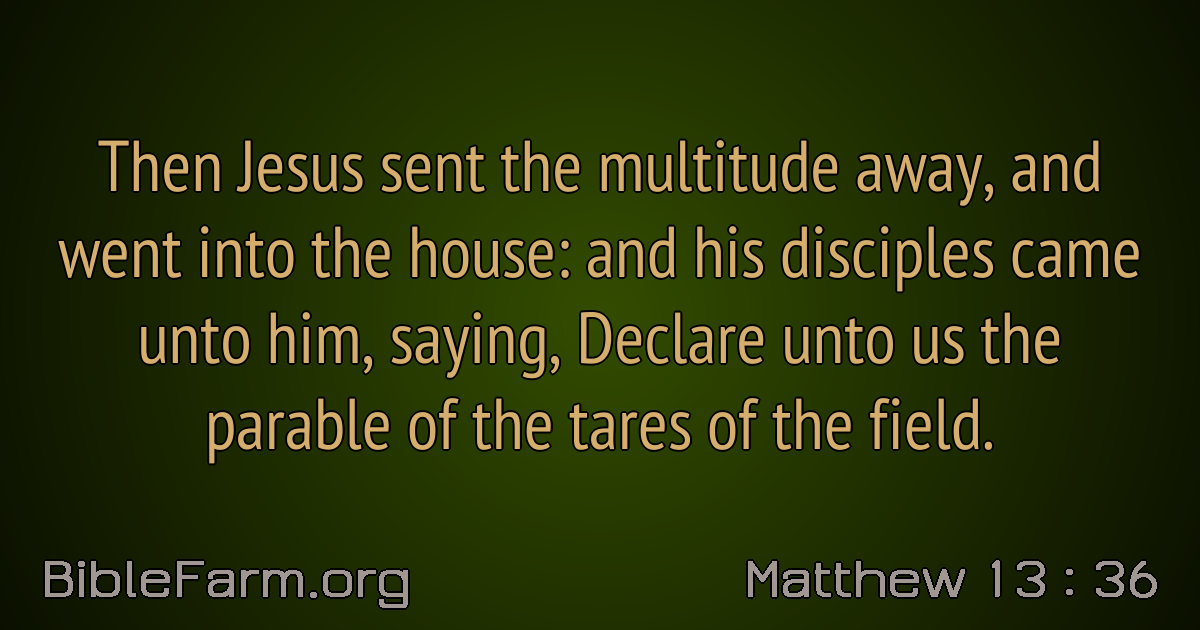 Then Jesus sent the multitude away, and
went into the house: and his disciples came
unto him, saying, Declare unto us the
parable of the tares of the field.
BibleFarm.org
Matthew 13 : 36